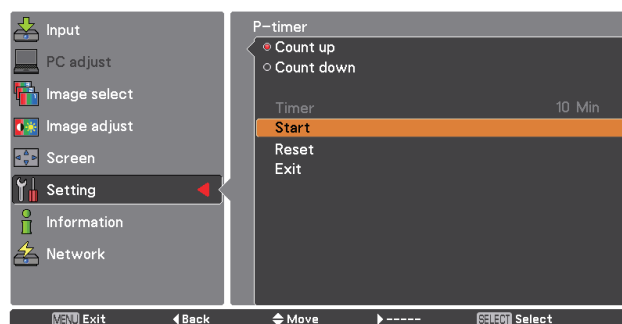 Input
PC adjust
Image select
Image adjust
Screen
Setting
Information
Network
P-timer
Count up
Count down
Timer 10 Min
Start
Reset
Exit
MENU Exit Back Move ----- SELECT Select